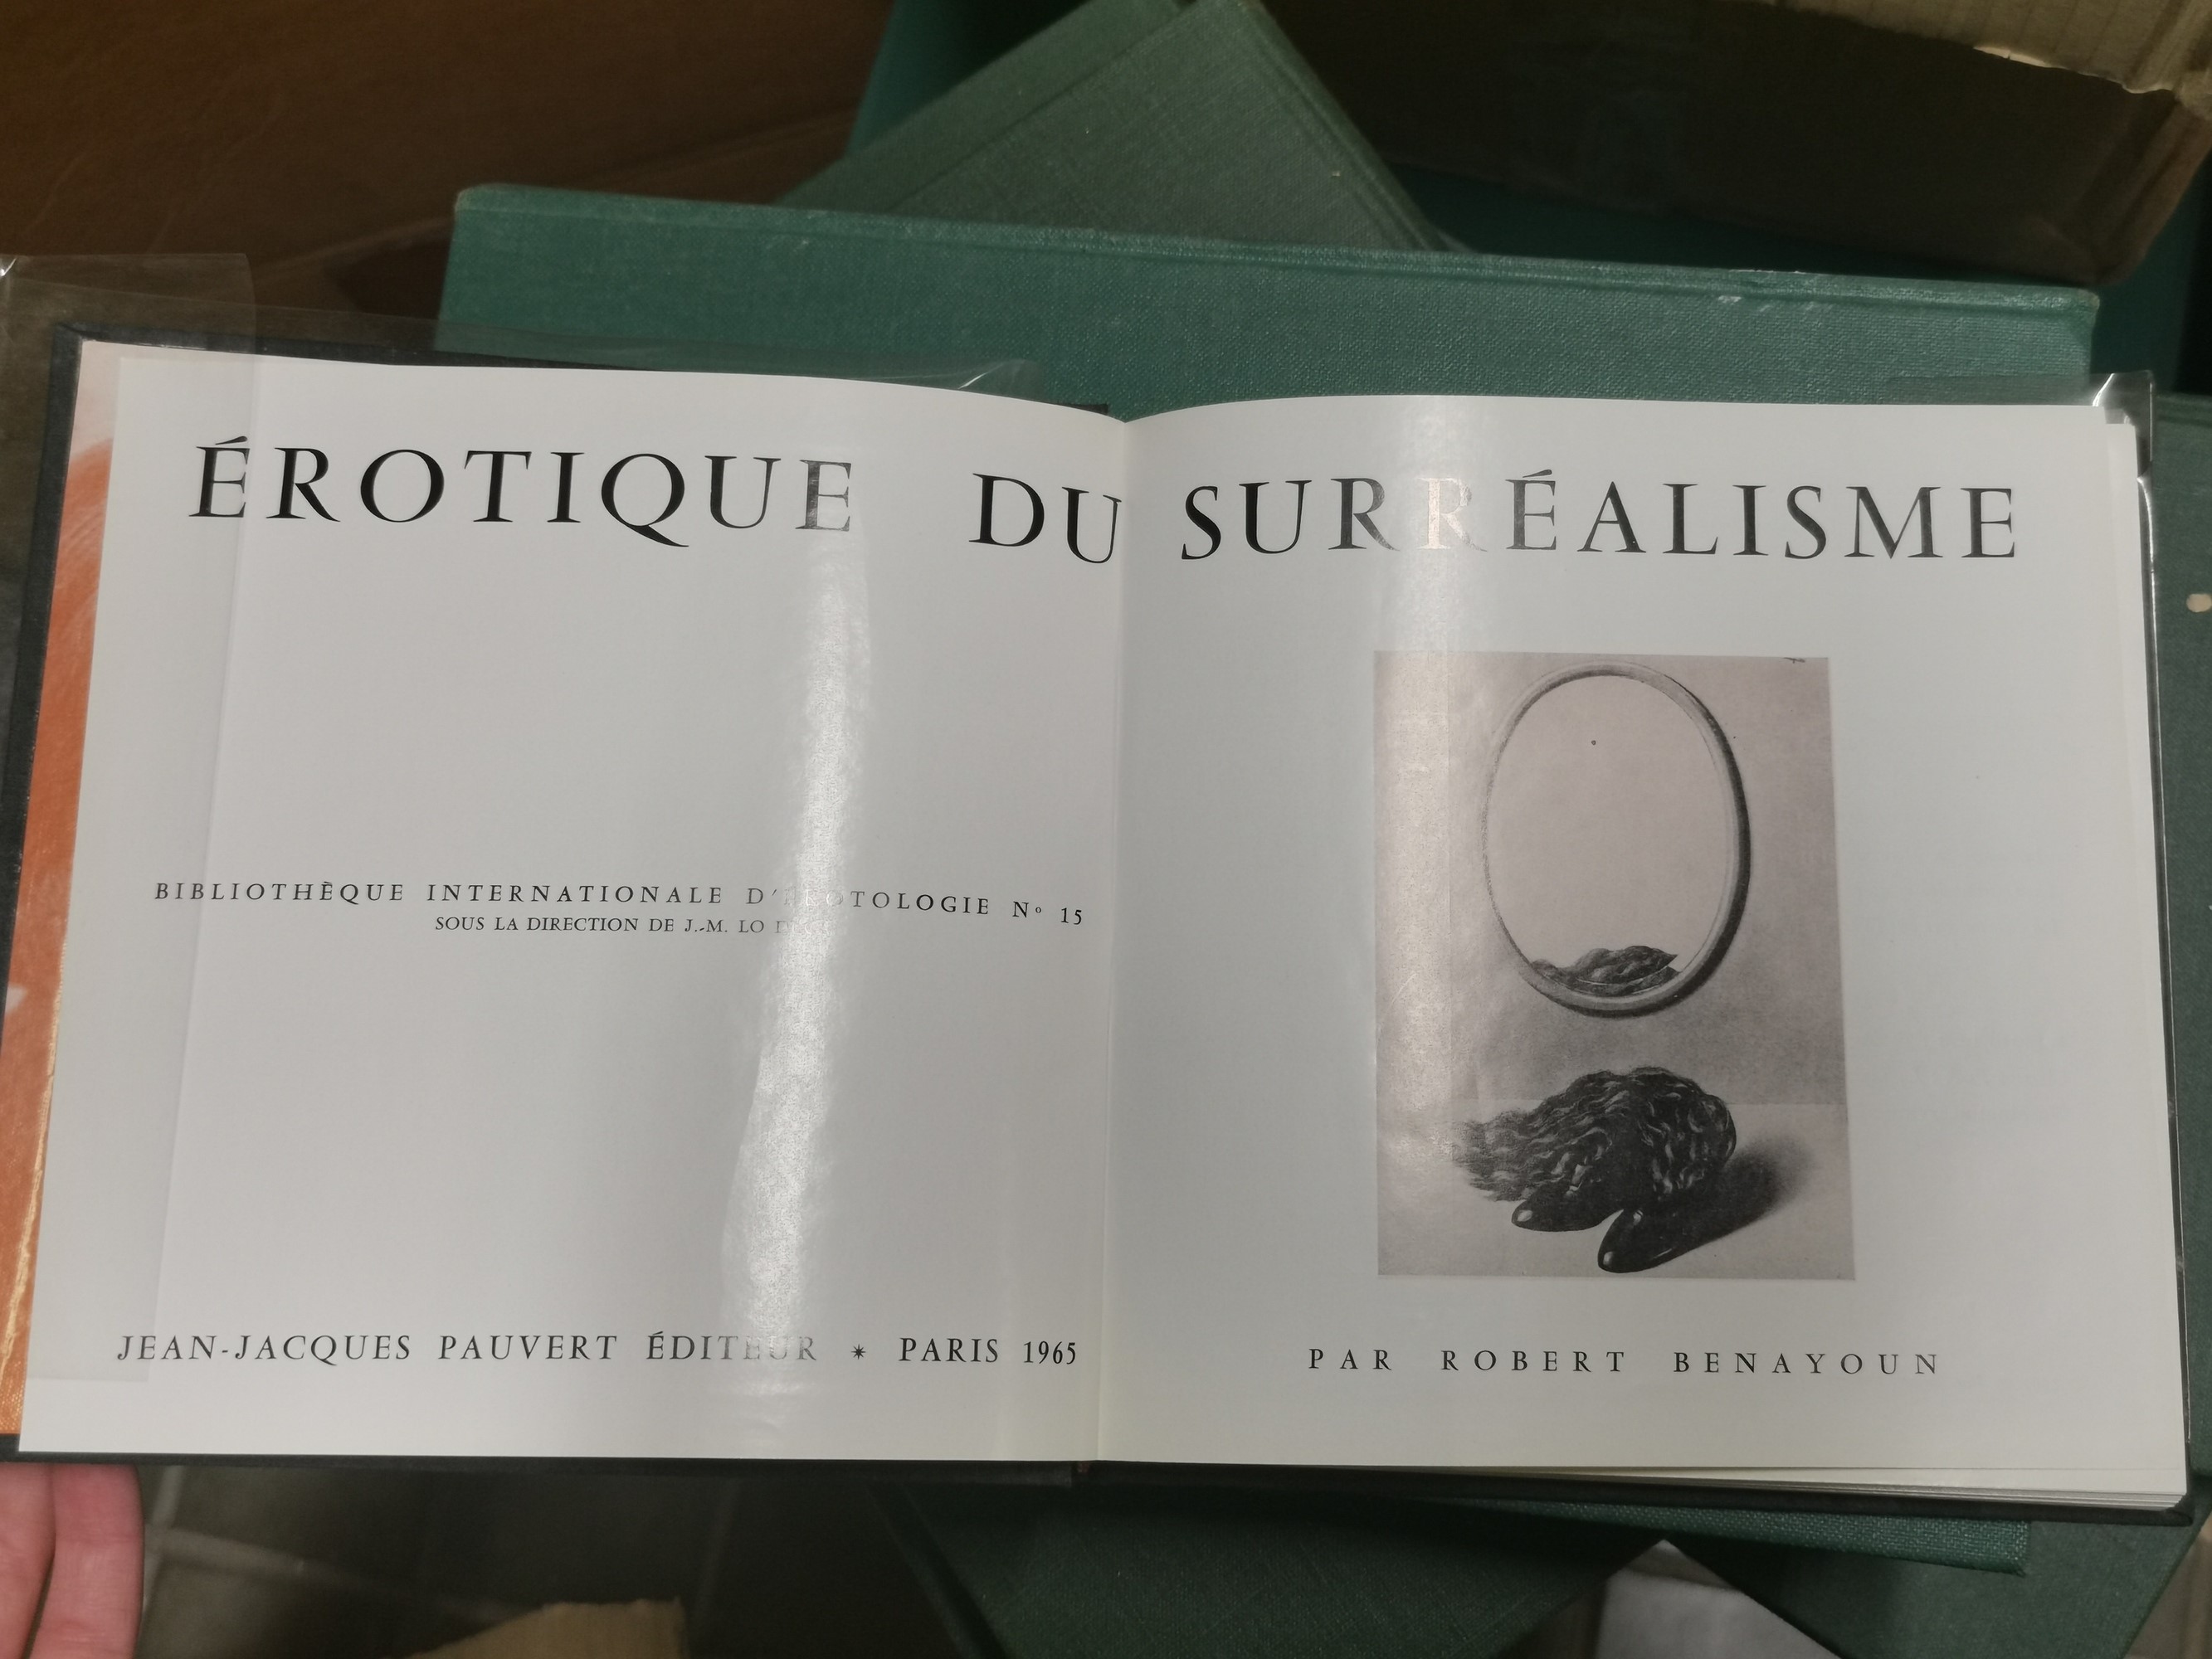 ÉROTIQUE DU SURRÉALISME
BIBLIOTHÈQUE INTERNATIONALE D'ÉROTOLOGIE Nº 15
SOUS LA DIRECTION DE J.-M. LO
JEAN-JACQUES PAUVERT ÉDITEUR * PARIS 1965
PAR ROBERT BENAYOUN